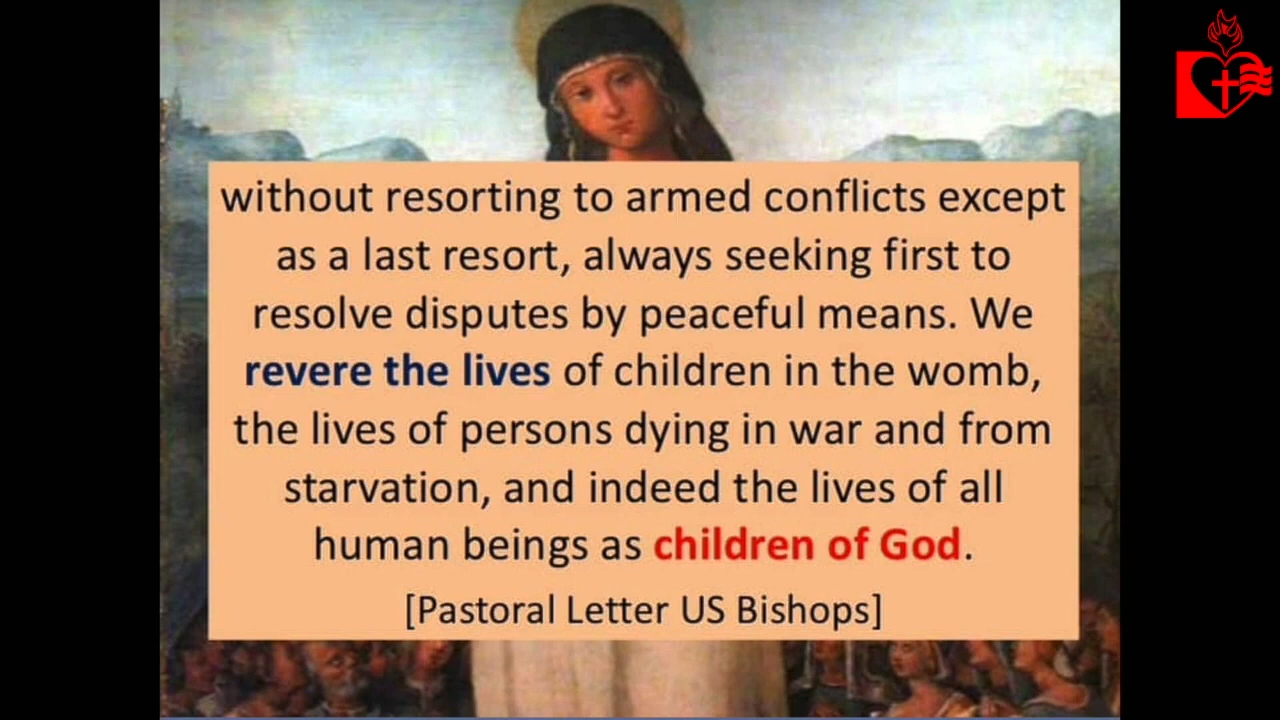 without resorting to armed conflicts except
as a last resort, always seeking first to
resolve disputes by peaceful means. We
revere the lives of children in the womb,
the lives of persons dying in war and from
starvation, and indeed the lives of all
human beings as children of God.
[Pastoral Letter US Bishops]